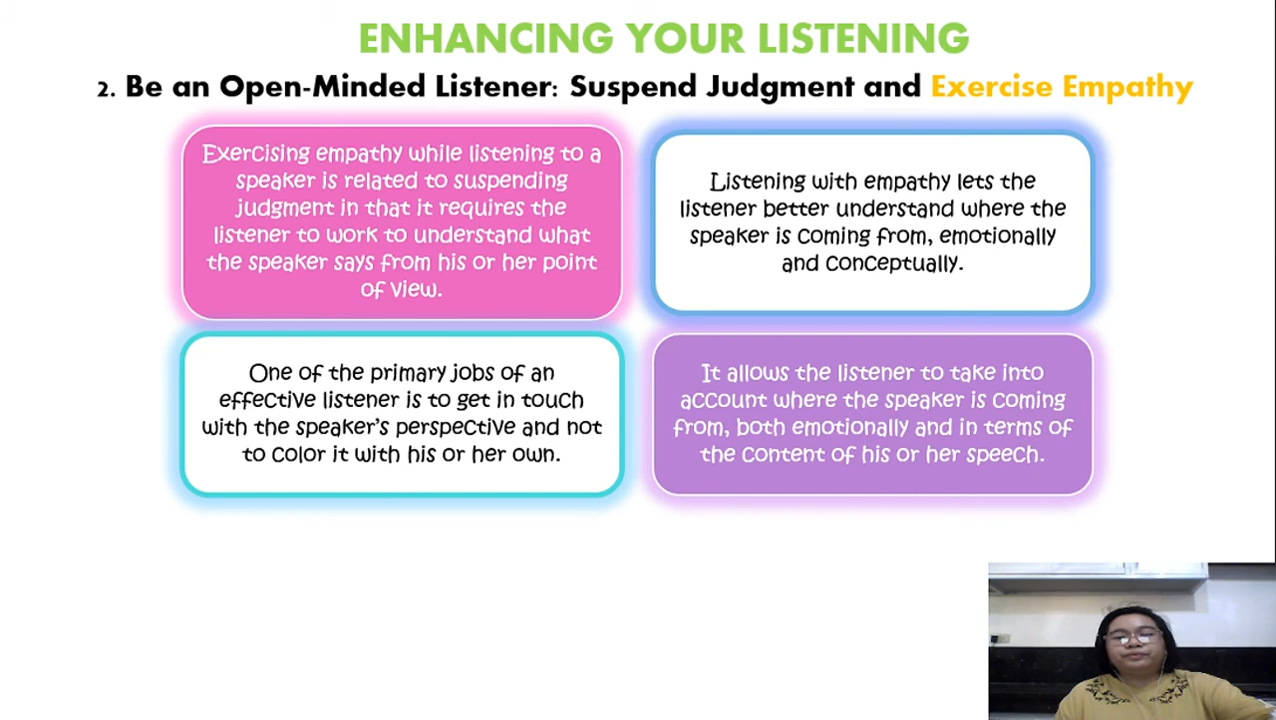 ENHANCING YOUR LISTENING
2. Be an Open-Minded Listener: Suspend Judgment and Exercise Empathy
Exercising empathy while listening to a
speaker is related to suspending
judgment in that it requires the
listener to work to understand what
the speaker says from his or her point
of view.
Listening with empathy lets the
listener better understand where the
speaker is coming from, emotionally
and conceptually.
One of the primary jobs of an
effective listener is to get in touch
with the speaker's perspective and not
to color it with his or her own.
It allows the listener to take into
account where the speaker is coming
from, both emotionally and in terms of
the content of his or her speech.